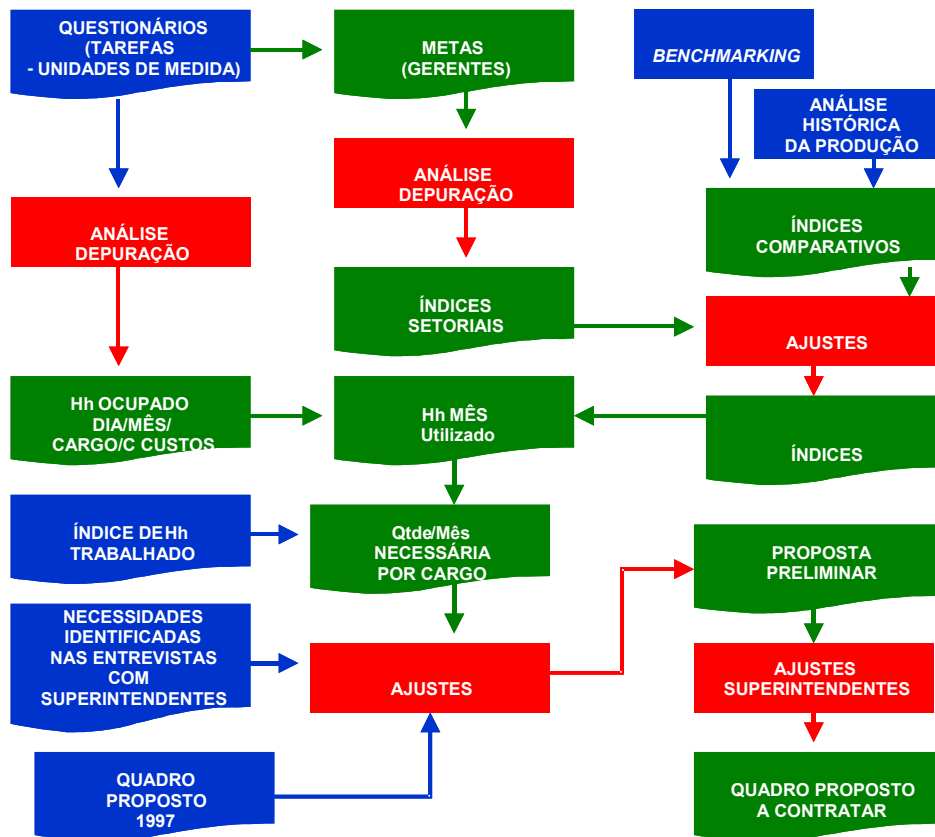 QUESTIONÁRIOS
(TAREFAS
- UNIDADES DE MEDIDA)
METAS
(GERENTES)
BENCHMARKING
ANÁLISE
HISTÓRICA
DA PRODUÇÃO
ANÁLISE
DEPURAÇÃO
ANÁLISE
DEPURAÇÃO
ÍNDICES
COMPARATIVOS
ÍNDICES
SETORIAIS
AJUSTES
Hh OCUPADO
DIA/MÊS/
CARGO/C CUSTOS
Hh MÊS
Utilizado
ÍNDICES
ÍNDICE DE Hh
TRABALHADO
Qtde/Mês
NECESSÁRIA
POR CARGO
PROPOSTA
PRELIMINAR
NECESSIDADES
IDENTIFICADAS
NAS ENTREVISTAS
COM
SUPERINTENDENTES
AJUSTES
AJUSTES
SUPERINTENDENTES
QUADRO
PROPOSTO
1997
QUADRO PROPOSTO
A CONTRATAR